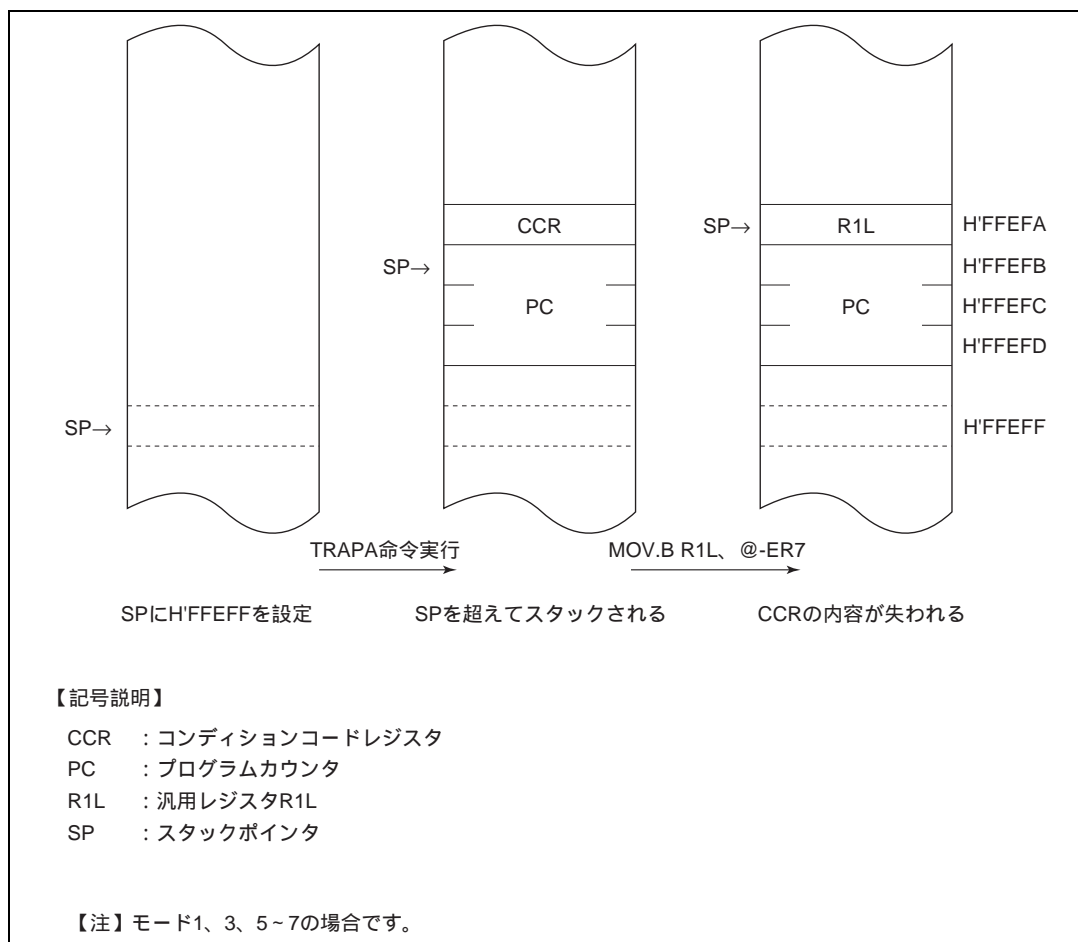 CCR
SP→
R1L
H'FFEFA
SP→
H'FFEFB
PC
PC
H'FFEFC
H'FFEFD
SP→
H'FFEFF
TRAPA命令実行
MOV.B R1L、@-ER7
SPにH'FFEFFを設定
SPを超えてスタックされる
CCRの内容が失われる
【記号説明】
CCR :コンディションコードレジスタ
PC :プログラムカウンタ
R1L :汎用レジスタR1L
SP :スタックポインタ
【注】モード1、3、5~7の場合です。